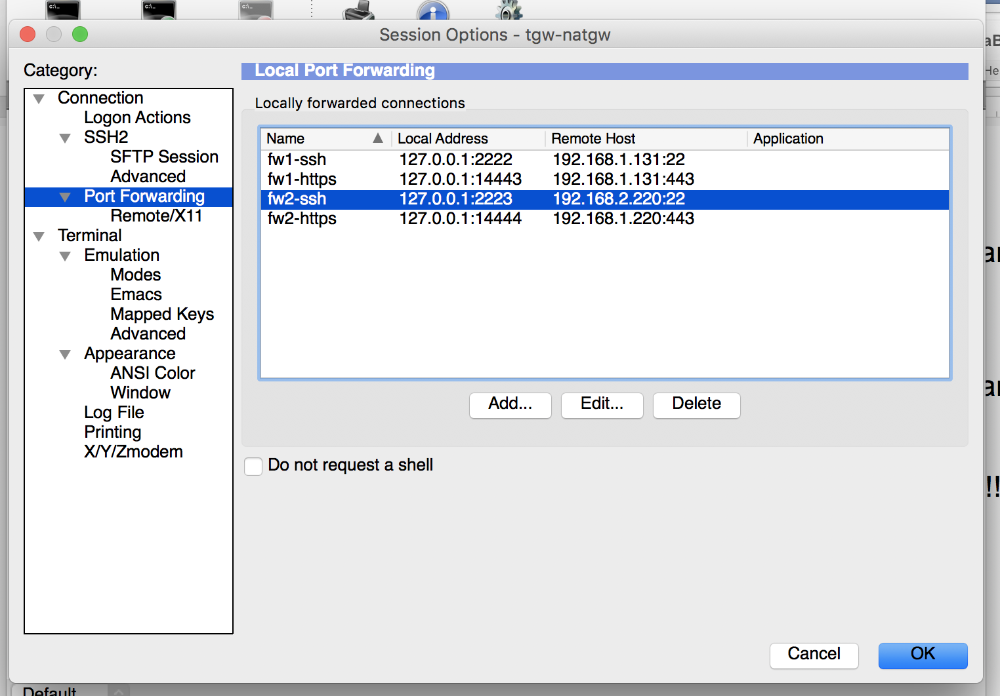 Session Options - tgw-natgw
Category:
Connection
Logon Actions
SSH2
SFTP Session
Advanced
Port Forwarding
Remote/X11
Terminal
Emulation
Modes
Emacs
Mapped Keys
Advanced
Appearance
ANSI Color
Window
Log File
Printing
X/Y/Zmodem
Local Port Forwarding
Locally forwarded connections
Name Local Address Remote Host Application
fw1-ssh 127.0.0.1:2222 192.168.1.131:22
fw1-https 127.0.0.1:14443 192.168.1.131:443
fw2-ssh 127.0.0.1:2223 192.168.2.220:22
fw2-https 127.0.0.1:14444 192.168.1.220:443
Add... Edit... Delete
Do not request a shell
Cancel OK
Default